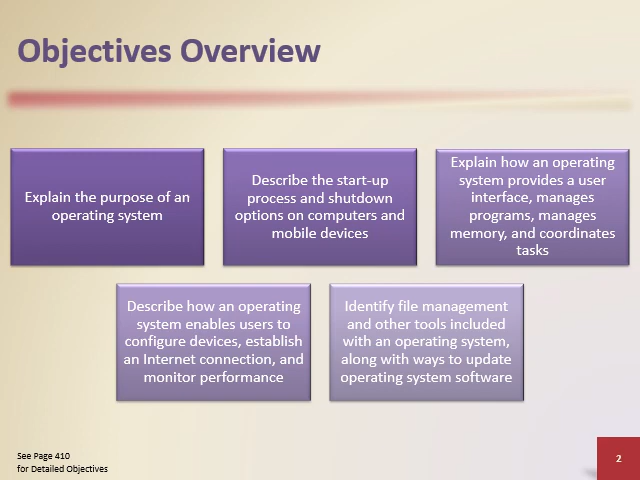 Objectives Overview
Explain the purpose of an
operating system
Describe the start-up
process and shutdown
options on computers and
mobile devices
Explain how an operating
system provides a user
interface, manages
programs, manages
memory, and coordinates
tasks
Describe how an operating
system enables users to
configure devices, establish
an Internet connection, and
monitor performance
Identify file management
and other tools included
with an operating system,
along with ways to update
operating system software
See Page 410
for Detailed Objectives
2